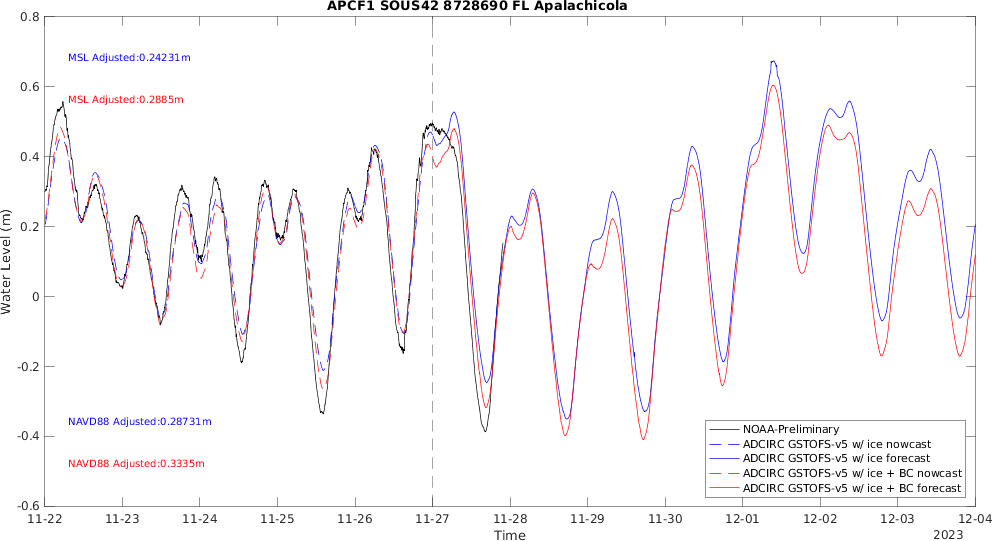 APCF1 SOUS42 8728690 FL Apalachicola
0.8
MSL Adjusted:0.24231m
0.6
MSL Adjusted:0.2885m
0.4
0.2
Water Level (m)
0
-0.2
NAVD88 Adjusted:0.28731m
-0.4
NAVD88 Adjusted:0.3335m
-0.6
NOAA-Preliminary
ADCIRC GSTOFS-v5 w/ ice nowcast
ADCIRC GSTOFS-v5 w/ ice forecast
ADCIRC GSTOFS-v5 w/ ice + BC nowcast
ADCIRC GSTOFS-v5 w/ ice + BC forecast
11-22 11-23 11-24 11-25 11-26 11-27 11-28 11-29 11-30 12-01 12-02 12-03 12-04
Time
2023